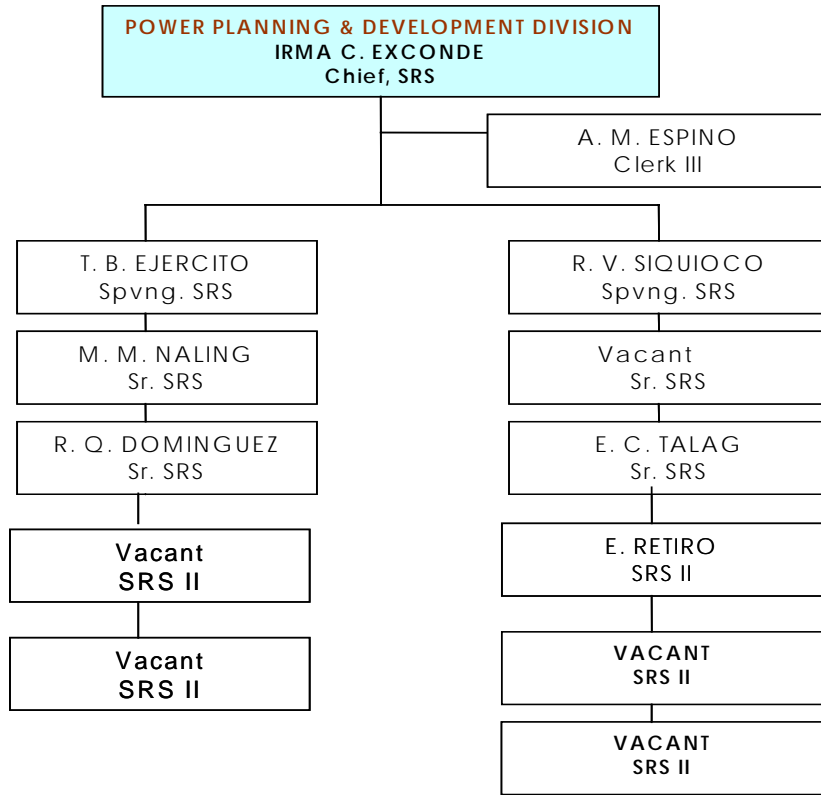 POWER PLANNING & DEVELOPMENT DIVISION
IRMA C. EXCONDE
Chief, SRS
A. M. ESPINO
Clerk III
T. B. EJERCITO
Spvng. SRS
M. M. NALING
Sr. SRS
R. Q. DOMINGUEZ
Sr. SRS
Vacant
SRS II
Vacant
SRS II
R. V. SIQUIOCO
Spvng. SRS
Vacant
Sr. SRS
E. C. TALAG
Sr. SRS
E. RETIRO
SRS II
VACANT
SRS II
VACANT
SRS II